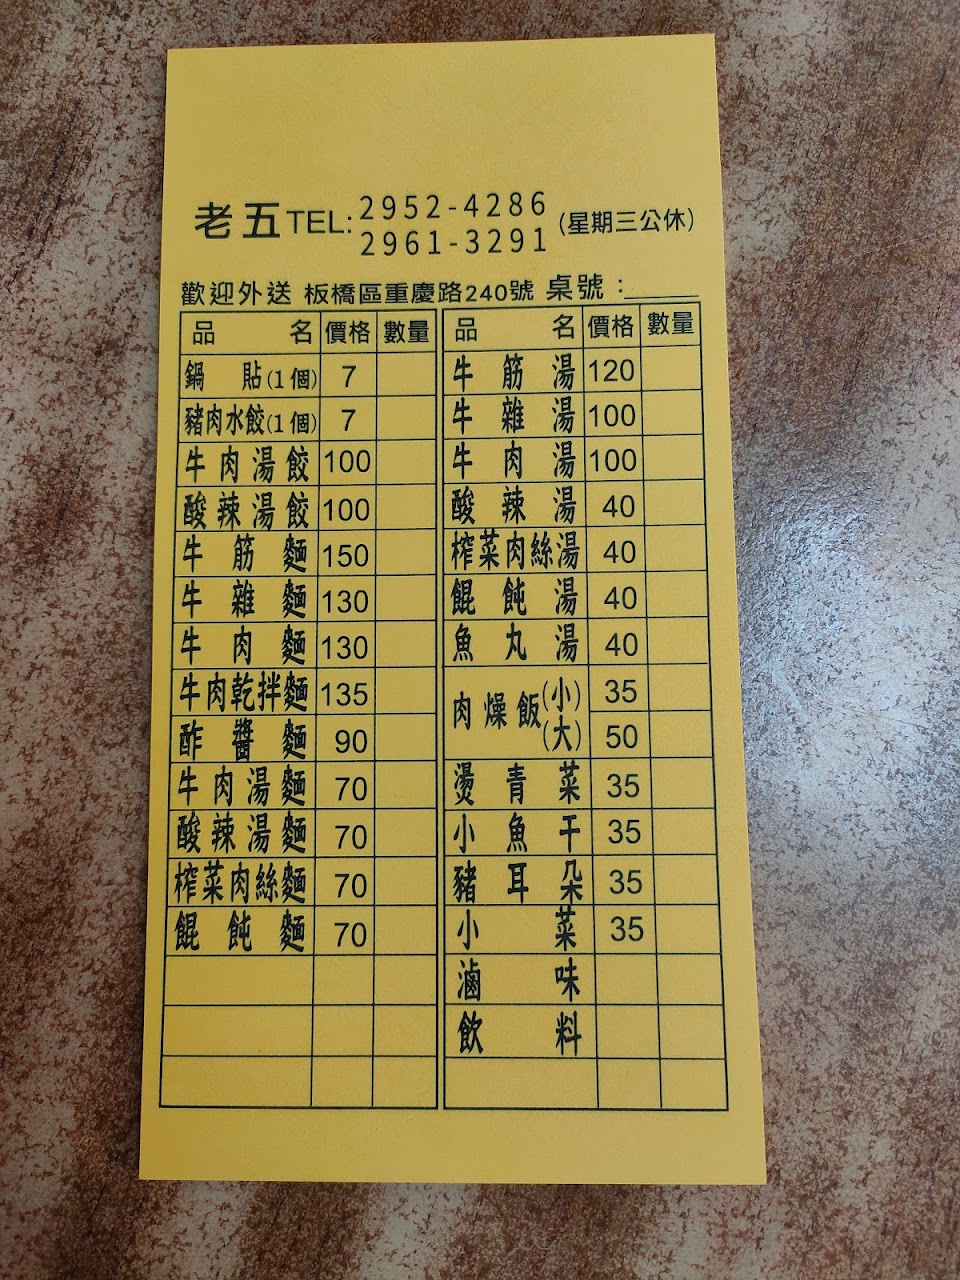 老五TEL: 2952-4286 (星期三公休)
2961-3291
歡迎外送 板橋區重慶路240號 桌號：
品名 價格 數量
鍋貼(1個) 7
豬肉水餃(1個) 7
牛肉湯餃 100
酸辣湯餃 100
牛筋麵 150
牛雜麵 130
牛肉麵 130
牛肉乾拌麵 135
酢醬麵 90
牛肉湯麵 70
酸辣湯麵 70
榨菜肉絲麵 70
餛飩麵 70
品名 價格 數量
牛筋湯 120
牛雜湯 100
牛肉湯 100
酸辣湯 40
榨菜肉絲湯 40
餛飩湯 40
魚丸湯 40
肉燥飯(小) 35
(大) 50
燙青菜 35
小魚干 35
豬耳朵 35
小菜 35
滷味
飲料